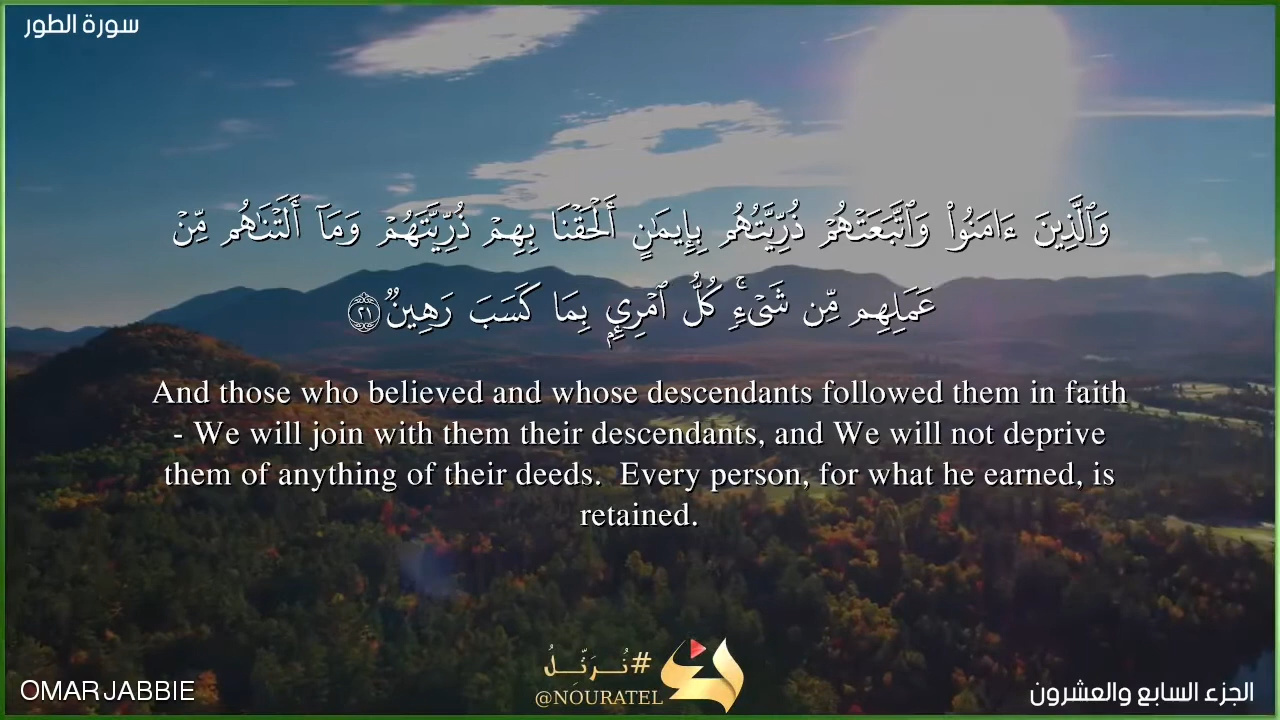 سورة الطور
وَٱلَّذِينَ ءَامَنُوا۟ وَٱتَّبَعَتْهُمْ ذُرِّيَّتُهُم بِإِيمَـٰنٍ أَلْحَقْنَا بِهِمْ ذُرِّيَّتَهُمْ وَمَآ أَلَتْنَـٰهُم مِّنْ
عَمَلِهِم مِّن شَىْءٍۚ كُلُّ ٱمْرِئٍۭ بِمَا كَسَبَ رَهِينٌ ٢١
And those who believed and whose descendants followed them in faith
- We will join with them their descendants, and We will not deprive
them of anything of their deeds. Every person, for what he earned, is
retained.
#نُرَتِّلُ
@NOURATEL
OMAR JABBIE
الجزء السابع والعشرون